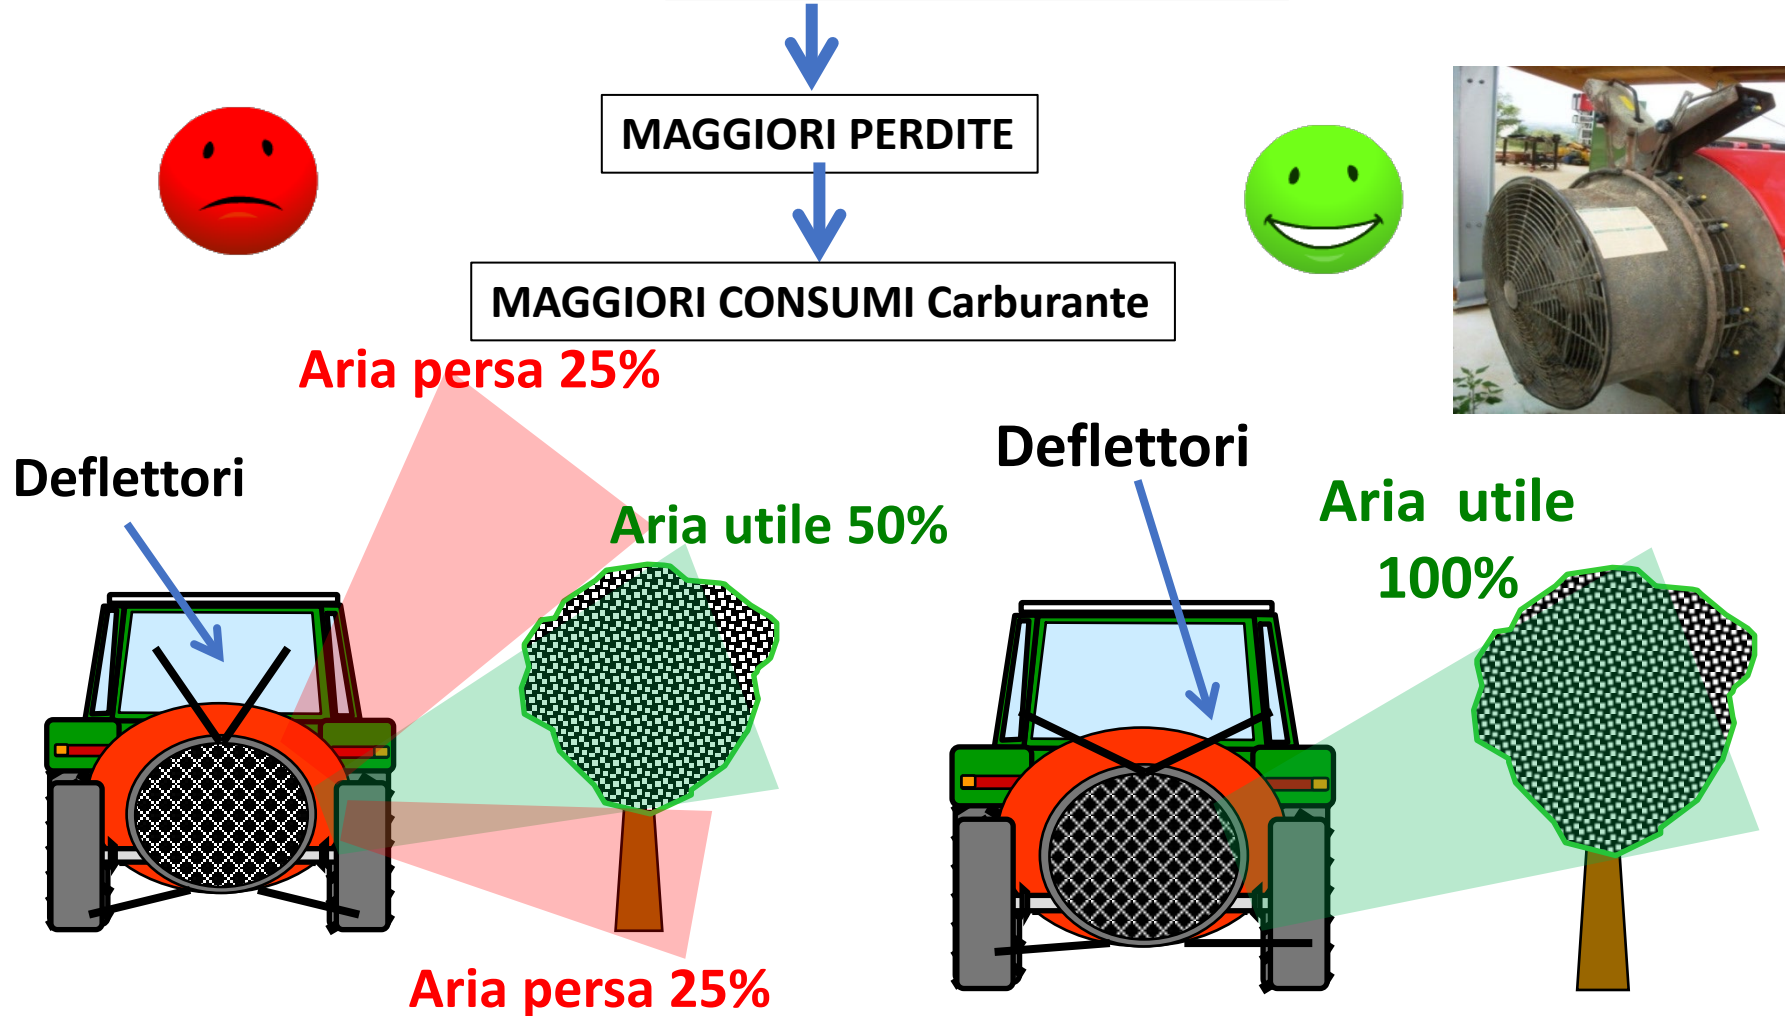 MAGGIORI PERDITE
MAGGIORI CONSUMI Carburante
Aria persa 25%
Deflettori
Aria utile 50%
Aria persa 25%
Deflettori
Aria utile
100%